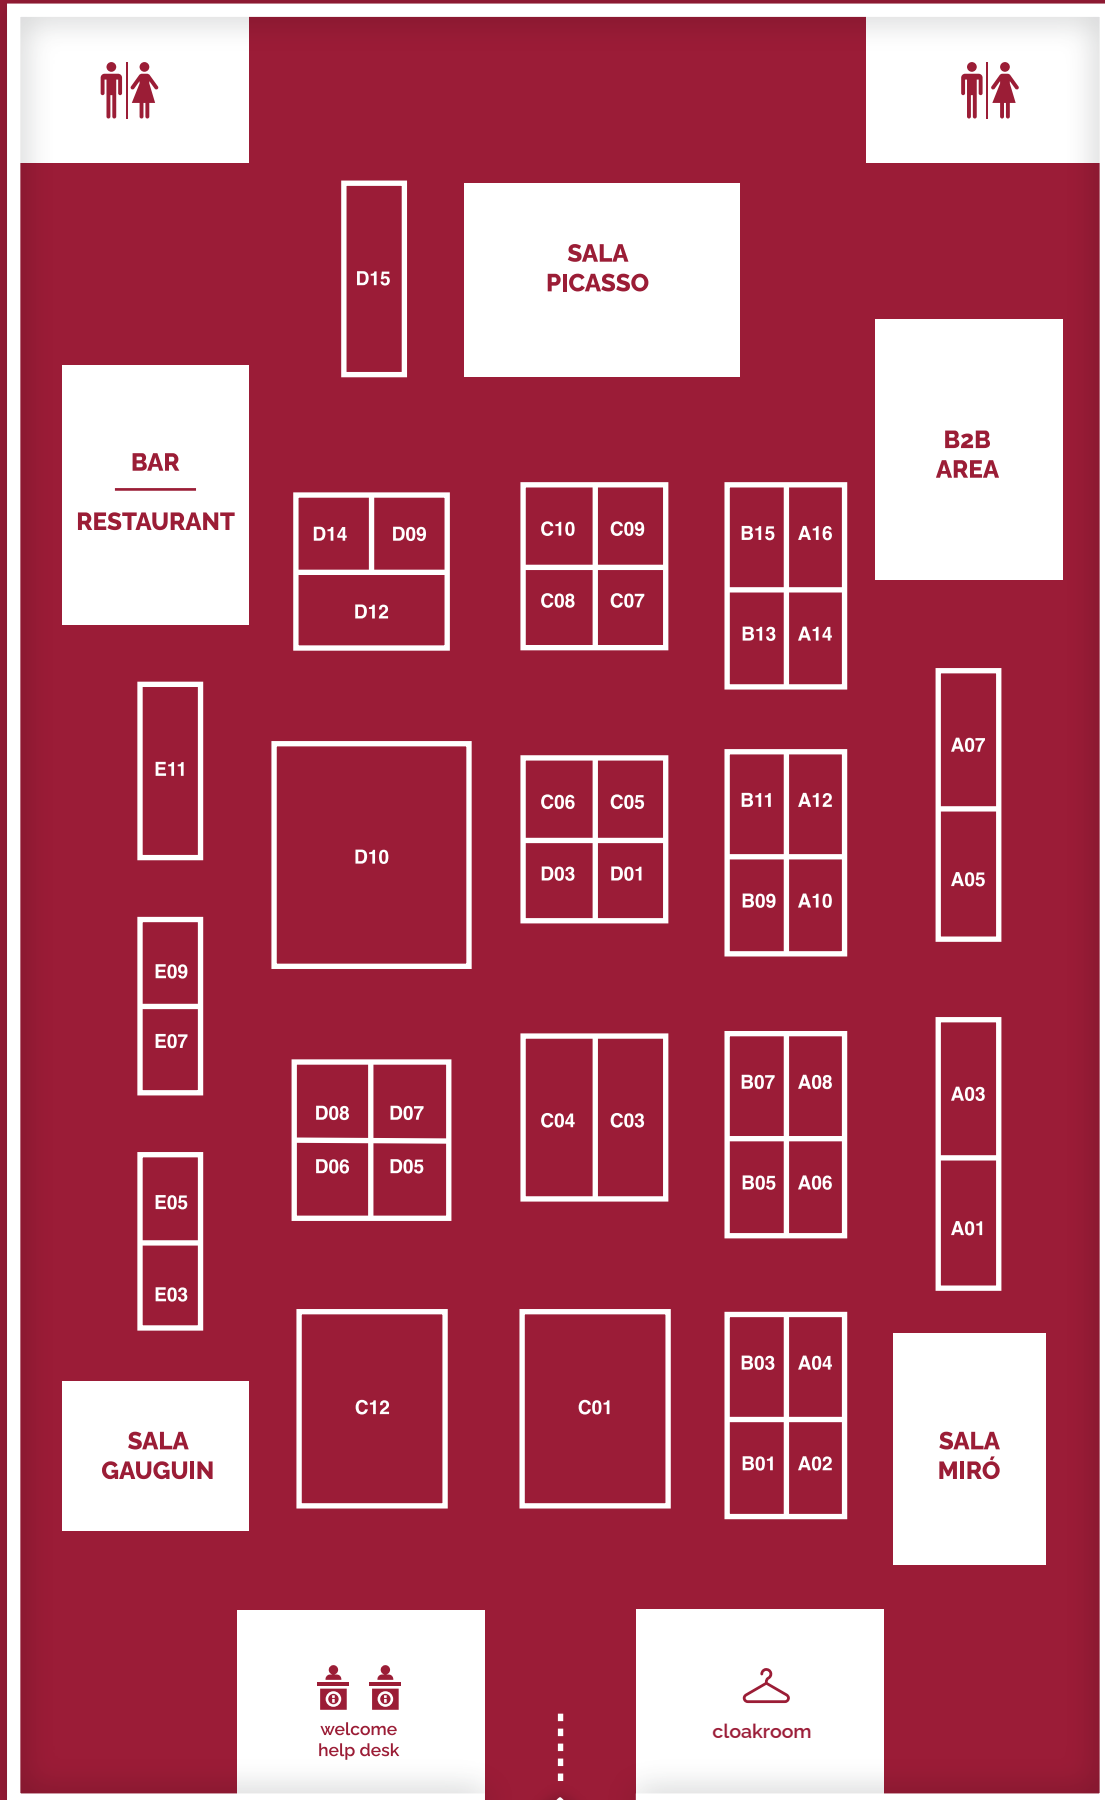 SALA
PICASSO
D15
BAR
RESTAURANT
B2B
AREA
D14 D09
D12
C10 C09
C08 C07
B15 A16
B13 A14
E11
D10
C06 C05
D03 D01
B11 A12
B09 A10
A07
A05
E09
E07
D08 D07
D06 D05
C04 C03
B07 A08
B05 A06
A03
A01
E05
E03
C12
C01
B03 A04
B01 A02
SALA
GAUGUIN
SALA
MIRÓ
welcome
help desk
cloakroom